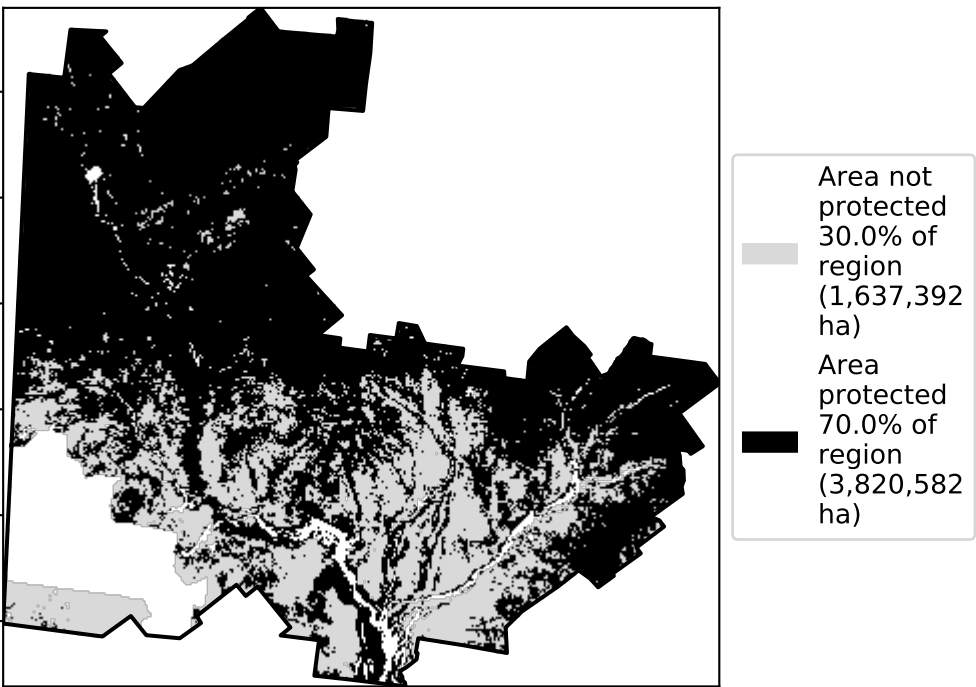 Area not
protected
30.0% of
region
(1,637,392
ha)
Area
protected
70.0% of
region
(3,820,582
ha)